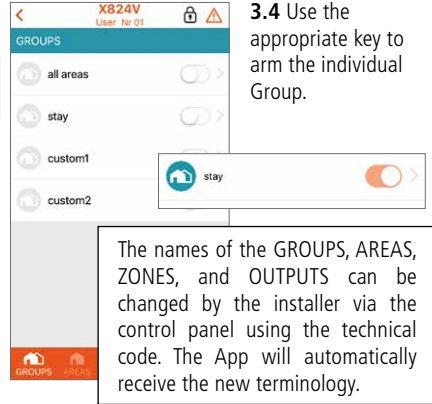 X824V
User Nr 01
GROUPS
all areas
stay
custom1
custom2
GROUPS AREAS
stay
3.4 Use the
appropriate key to
arm the individual
Group.
The names of the GROUPS, AREAS,
ZONES, and OUTPUTS can be
changed by the installer via the
control panel using the technical
code. The App will automatically
receive the new terminology.